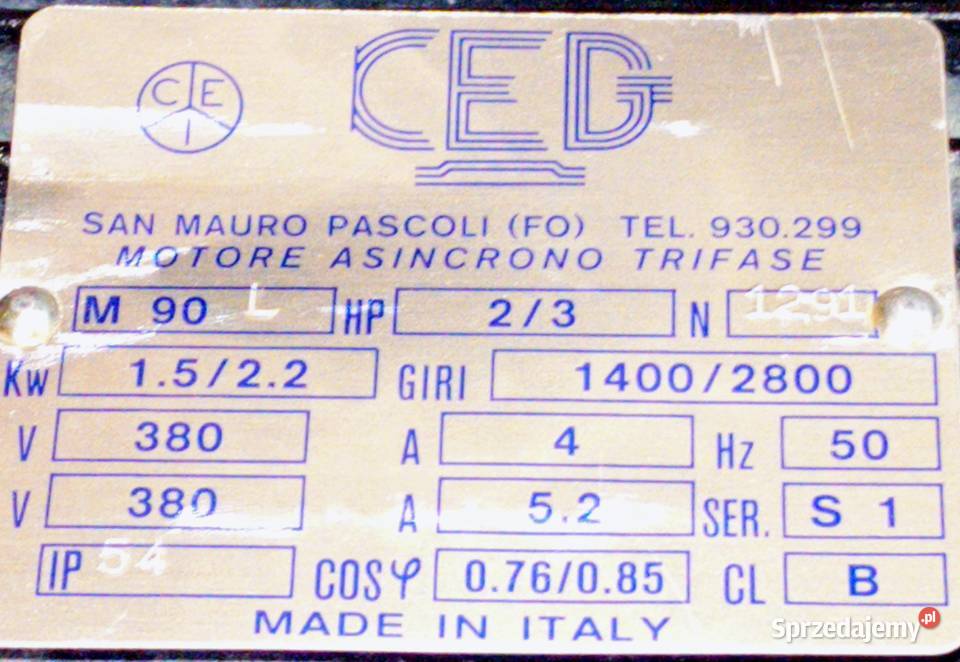 CEI
CEG
SAN MAURO PASCOLI (FO) TEL. 930.299
MOTORE ASINCRONO TRIFASE
M 90 L HP 2/3 N 1291
KW 1.5/2.2 GIRI 1400/2800
V 380 A 4 Hz 50
V 380 A 5.2 SER. S 1
IP 54 COSφ 0.76/0.85 CL B
MADE IN ITALY
Sprzedajemy.pl